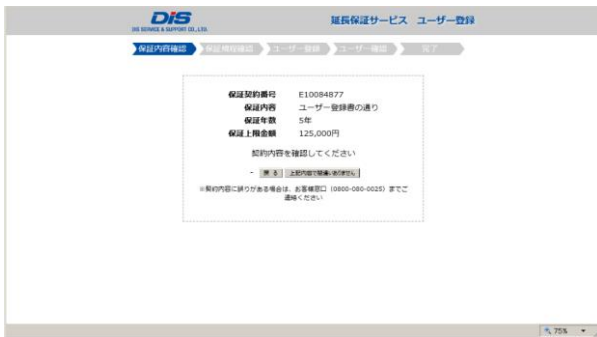 DIS
DIS SERVICE & SUPPORT CO., LTD.
延長保証サービス ユーザー登録
保証内容確認 保証規約確認 ユーザー登録 ユーザー確認 完了
保証契約番号 E10084877
保証内容 ユーザー登録書の通り
保証年数 5年
保証上限金額 125,000円
契約内容を確認してください
- 戻 る 上記内容で間違いありません
※契約内容に誤りがある場合は、お客様窓口（0800-080-0025）までご
連絡ください
75%